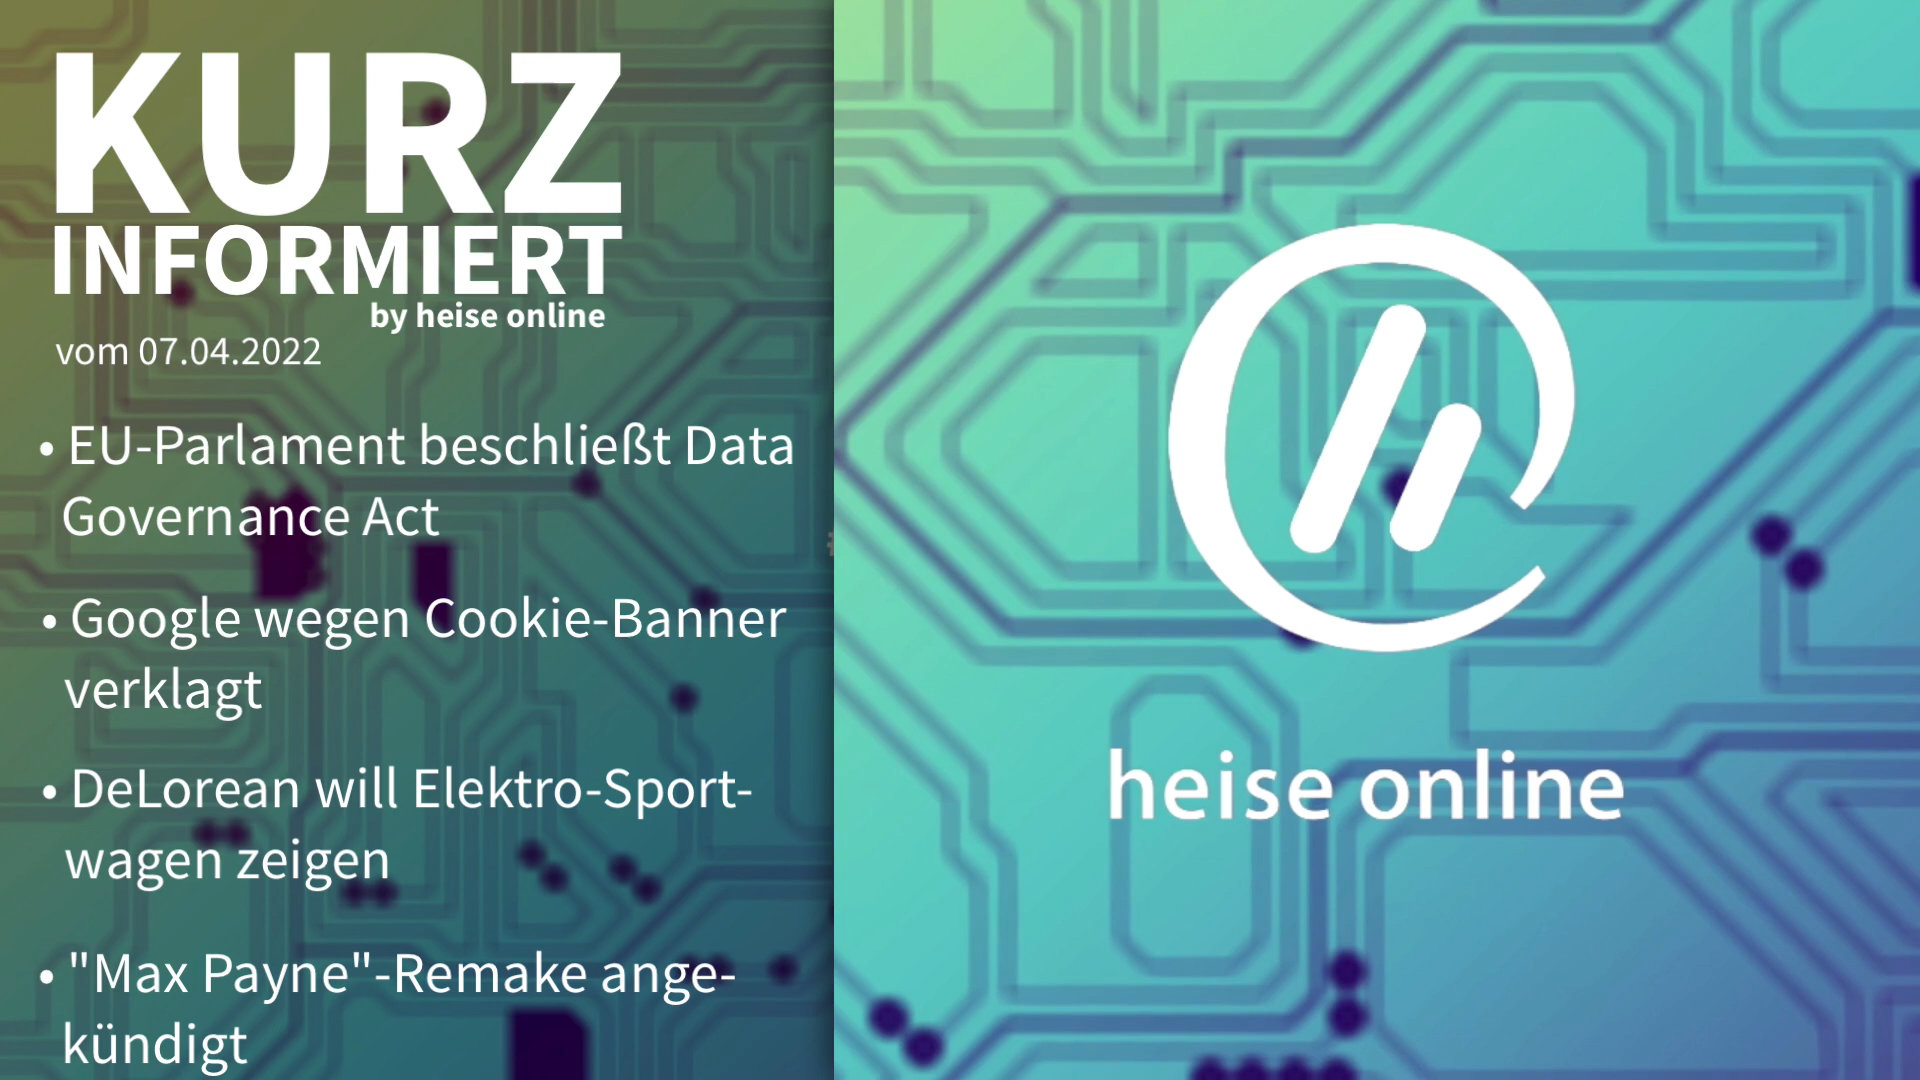 KURZ
INFORMIERT
by heise online
vom 07.04.2022
• EU-Parlament beschließt Data
Governance Act
• Google wegen Cookie-Banner
verklagt
• DeLorean will Elektro-Sport-
wagen zeigen
• "Max Payne"-Remake ange-
kündigt
heise online